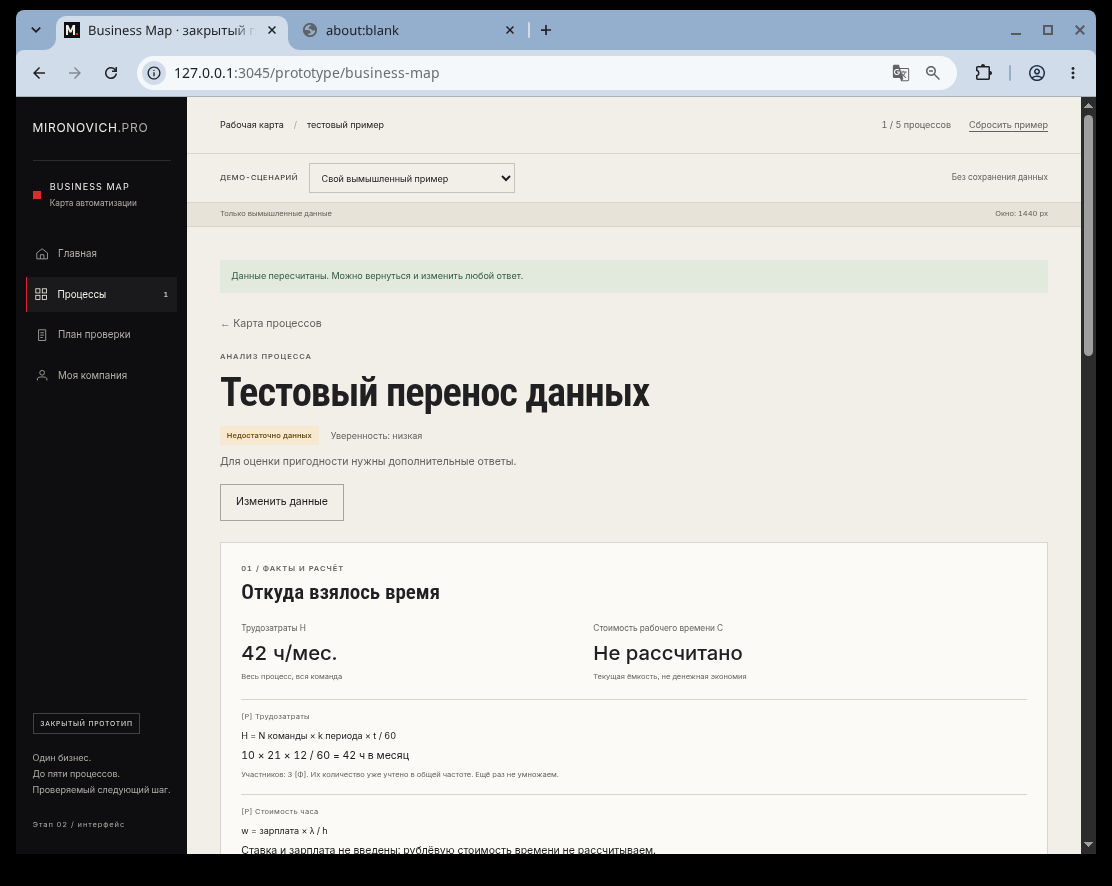 Business Map · закрытый
about:blank
127.0.0.1:3045/prototype/business-map
MIRONOVICH.PRO
BUSINESS MAP
Карта автоматизации
Главная
Процессы 1
План проверки
Моя компания
ЗАКРЫТЫЙ ПРОТОТИП
Один бизнес.
До пяти процессов.
Проверяемый следующий шаг.
Этап 02 / интерфейс
Рабочая карта / тестовый пример
1 / 5 процессов Сбросить пример
ДЕМО-СЦЕНАРИЙ Свой вымышленный пример
Без сохранения данных
Только вымышленные данные
Окно: 1440 px
Данные пересчитаны. Можно вернуться и изменить любой ответ.
← Карта процессов
АНАЛИЗ ПРОЦЕССА
Тестовый перенос данных
Недостаточно данных Уверенность: низкая
Для оценки пригодности нужны дополнительные ответы.
Изменить данные
01 / ФАКТЫ И РАСЧЁТ
Откуда взялось время
Трудозатраты H
42 ч/мес.
Весь процесс, вся команда
Стоимость рабочего времени C
Не рассчитано
Текущая ёмкость, не денежная экономия
[Р] Трудозатраты
H = N команды × k периода × t / 60
10 × 21 × 12 / 60 = 42 ч в месяц
Участников: 3 [Ф]. Их количество уже учтено в общей частоте. Ещё раз не умножаем.
[Р] Стоимость часа
w = зарплата × λ / h
Ставка и зарплата не введены: рублёвую стоимость времени не рассчитываем.